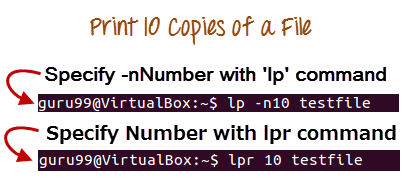 Print 10 Copies of a File
Specify -nNumber with 'lp' command
guru99@VirtualBox:~$ lp -n10 testfile
Specify Number with lpr command
guru99@VirtualBox:~$ lpr 10 testfile